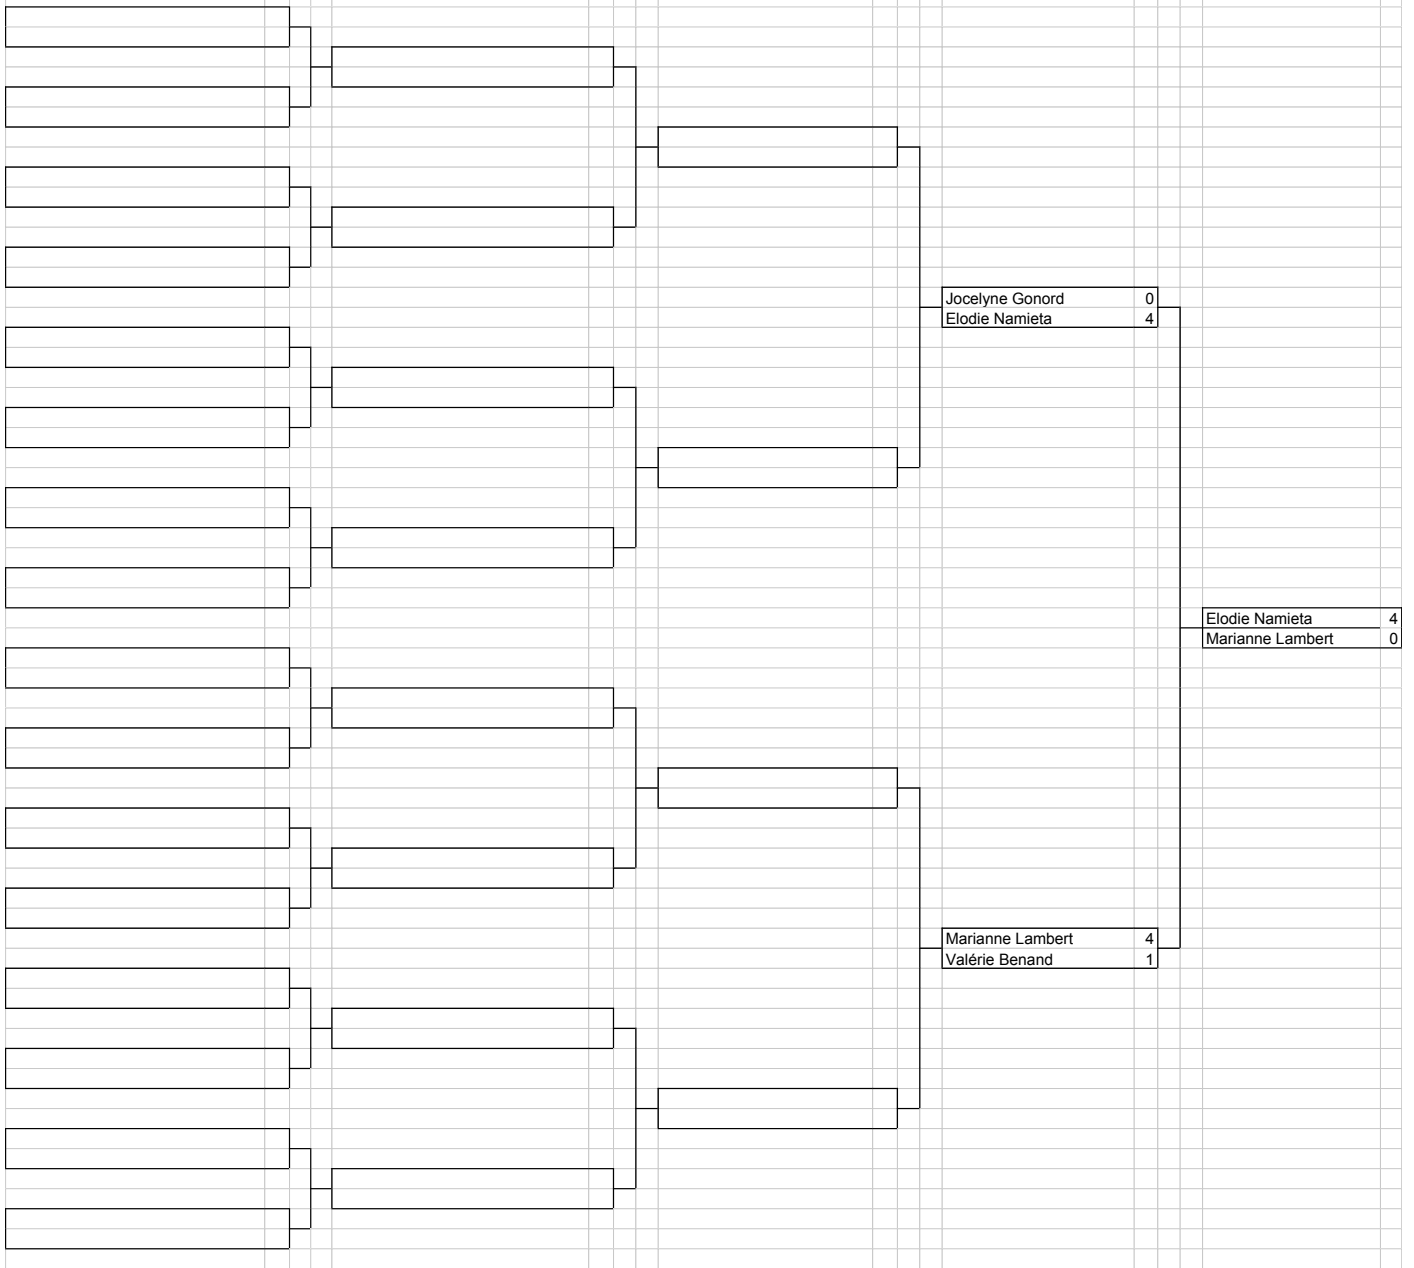 Jocelyne Gonord 0
Elodie Namieta 4
Elodie Namieta 4
Marianne Lambert 0
Marianne Lambert 4
Valérie Benand 1